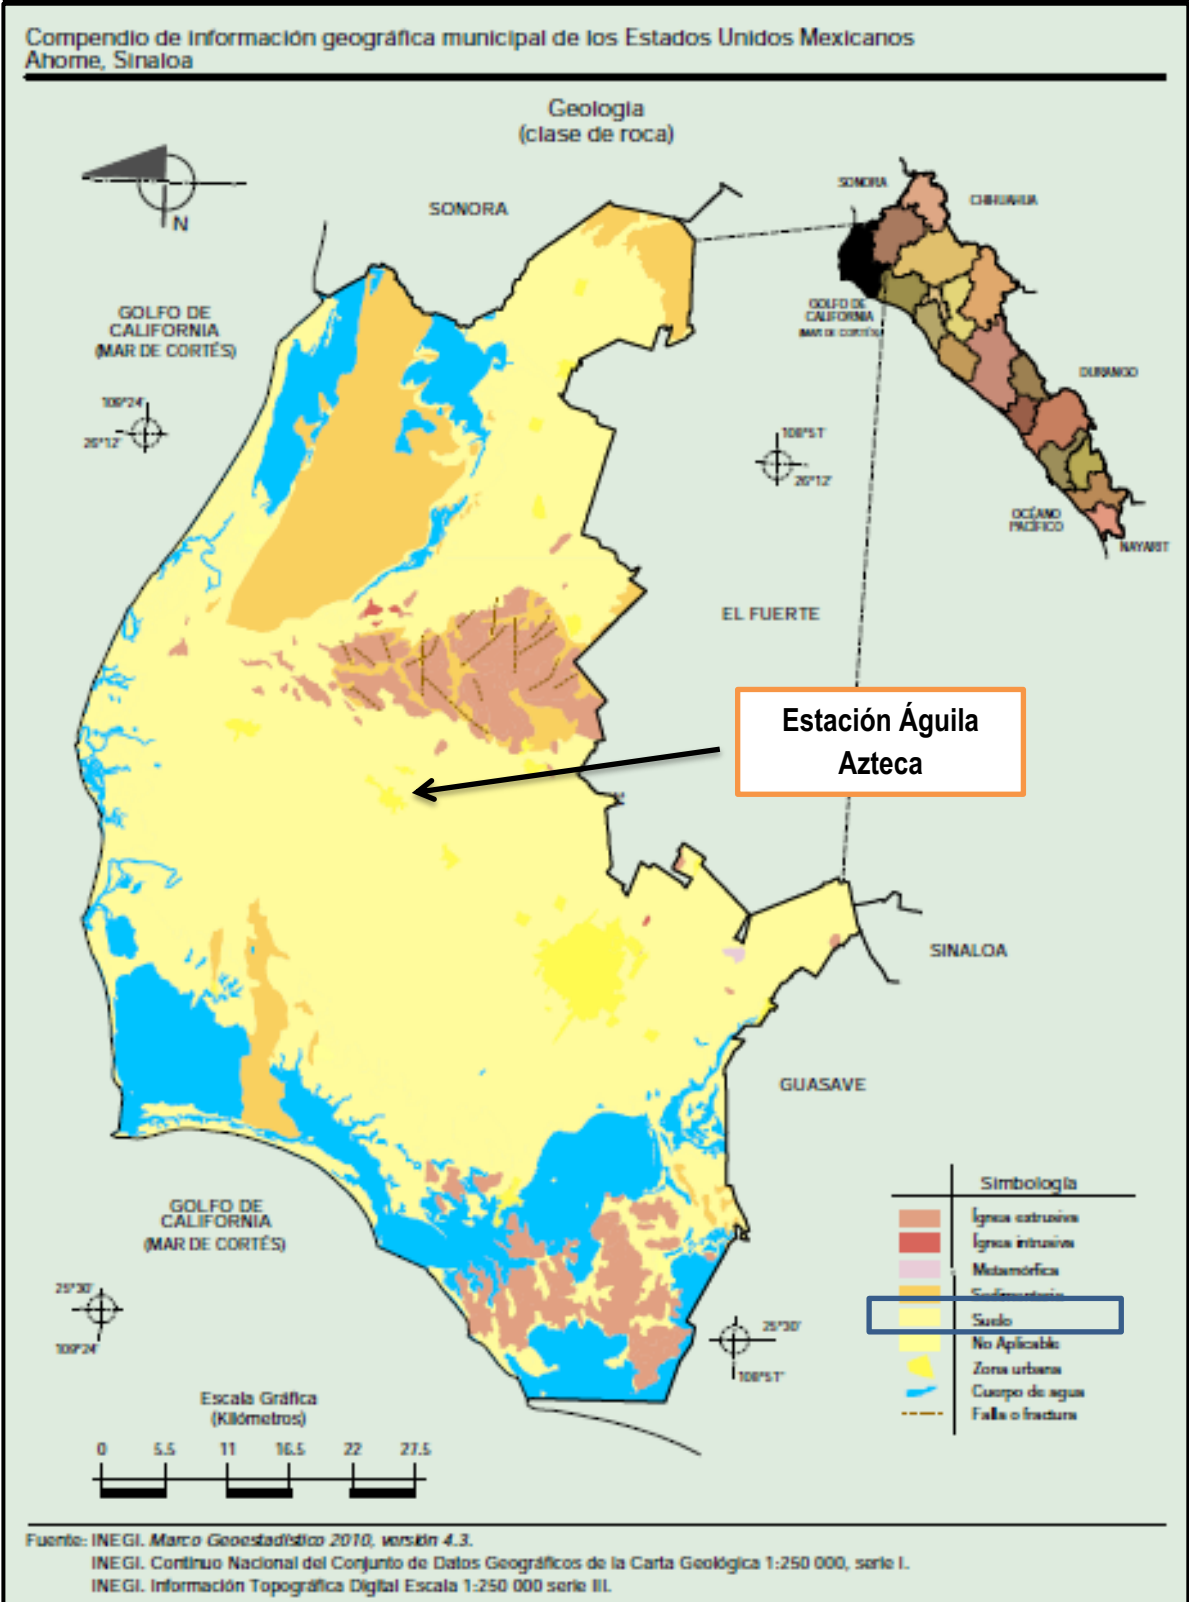 Compendio de información geográfica municipal de los Estados Unidos Mexicanos
Ahome, Sinaloa
Geología
(clase de roca)
N
SONORA
SONORA
CHIHUAHUA
GOLFO DE
CALIFORNIA
(MAR DE CORTÉS)
GOLFO DE
CALIFORNIA
(MAR DE CORTÉS)
DURANGO
109°24'
26°12'
108°51'
26°12'
OCÉANO
PACÍFICO
NAYARIT
EL FUERTE
Estación Águila
Azteca
SINALOA
GUASAVE
GOLFO DE
CALIFORNIA
(MAR DE CORTÉS)
25°30'
109°24'
25°30'
108°51'
Simbología
Ígnea extrusiva
Ígnea intrusiva
Metamórfica
Sedimentaria
Suelo
No Aplicable
Zona urbana
Cuerpo de agua
Falla o fractura
Escala Gráfica
(Kilómetros)
0 5.5 11 16.5 22 27.5
Fuente: INEGI. Marco Geoestadístico 2010, versión 4.3.
INEGI. Continuo Nacional del Conjunto de Datos Geográficos de la Carta Geológica 1:250 000, serie I.
INEGI. Información Topográfica Digital Escala 1:250 000 serie III.